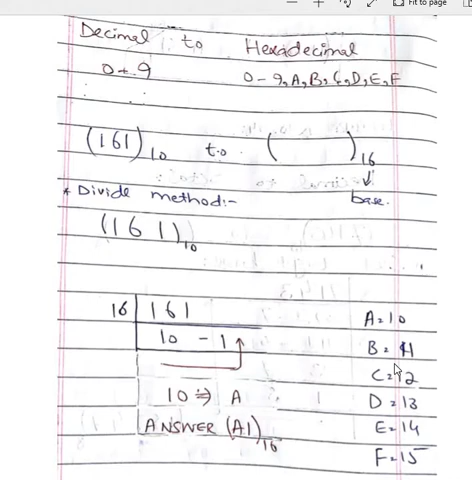 Fit to page
Decimal to Hexadecimal
0 to 9 0-9, A, B, C, D, E, F
(161)10 to ( )16
base.
* Divide method:-
(161)10
16 | 161
10 - 1
A=10
B=11
C=12
10 ⇒ A
D=13
ANSWER (A1)16
E=14
F=15